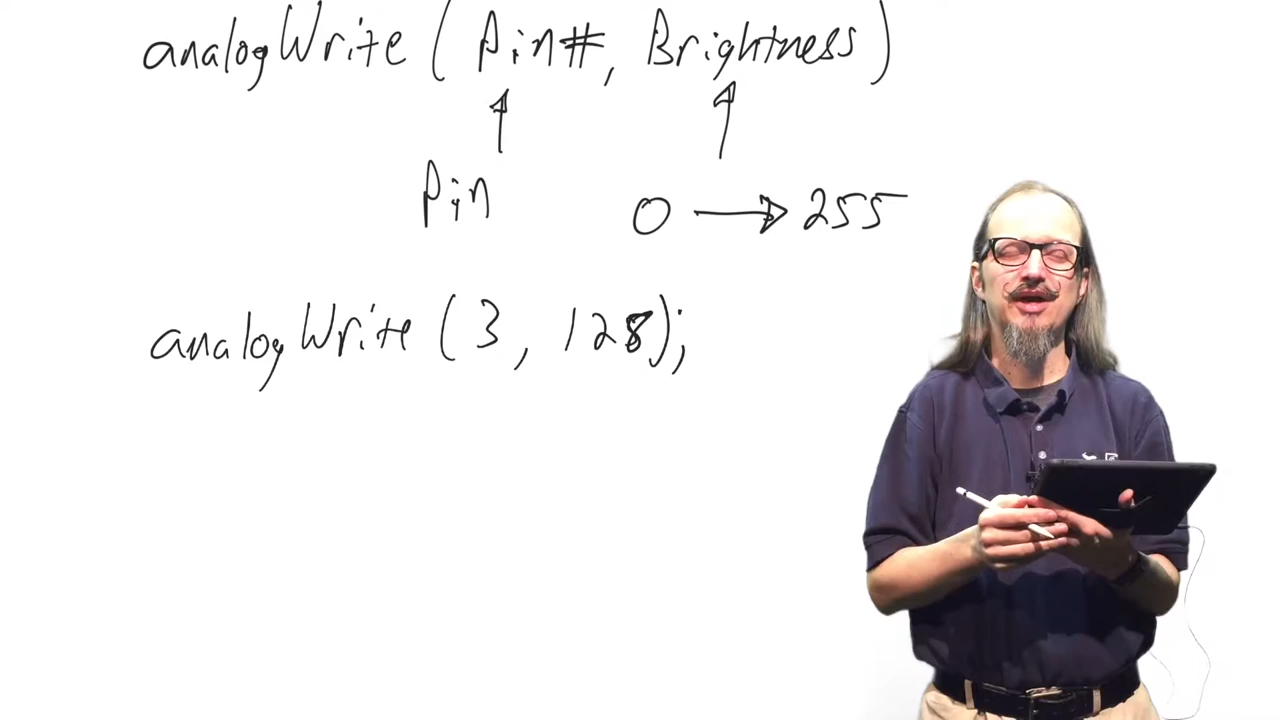 analogWrite ( Pin#, Brightness )
Pin 0 → 255
analogWrite (3, 128);